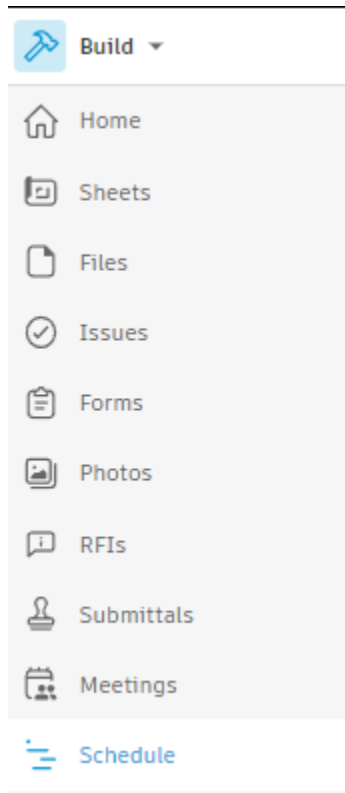 Build
Home
Sheets
Files
Issues
Forms
Photos
RFIs
Submittals
Meetings
Schedule